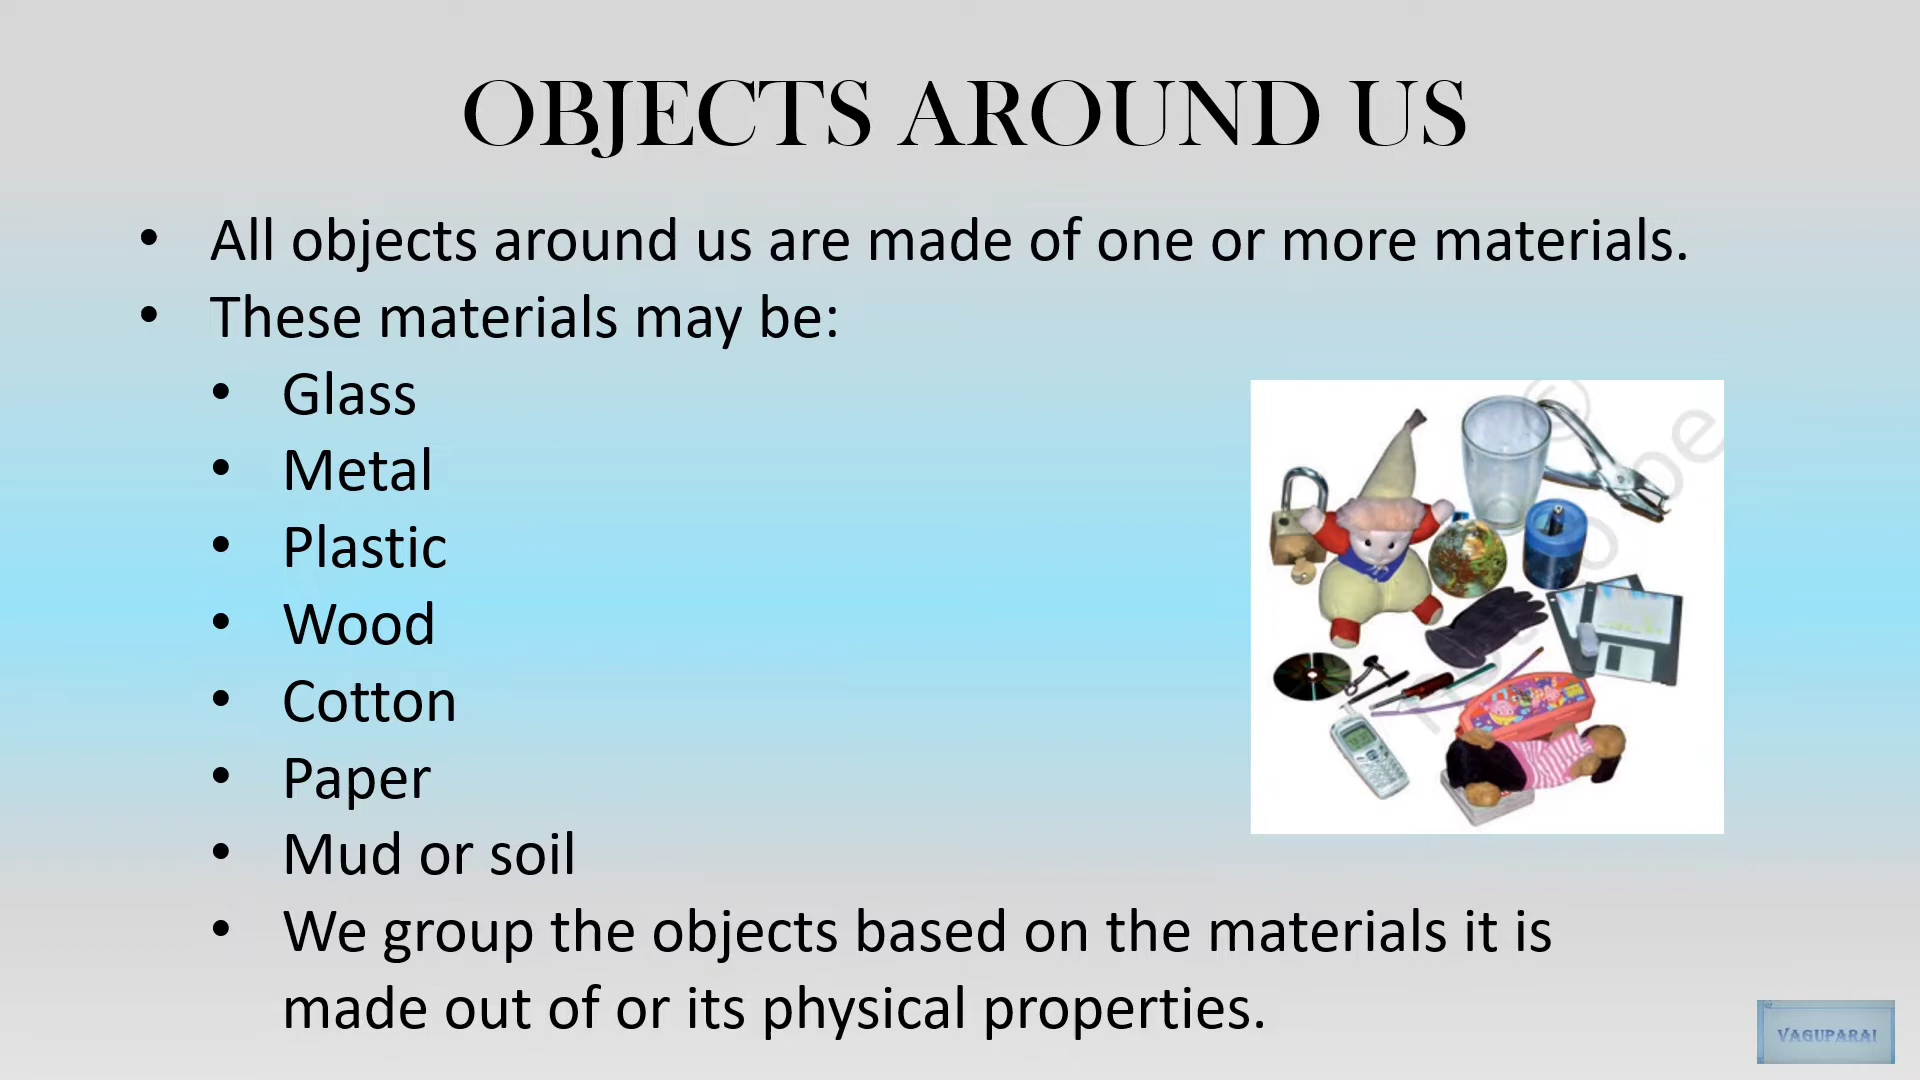 OBJECTS AROUND US
• All objects around us are made of one or more materials.
• These materials may be:
• Glass
• Metal
• Plastic
• Wood
• Cotton
• Paper
• Mud or soil
• We group the objects based on the materials it is
made out of or its physical properties.
VAGUPARAI